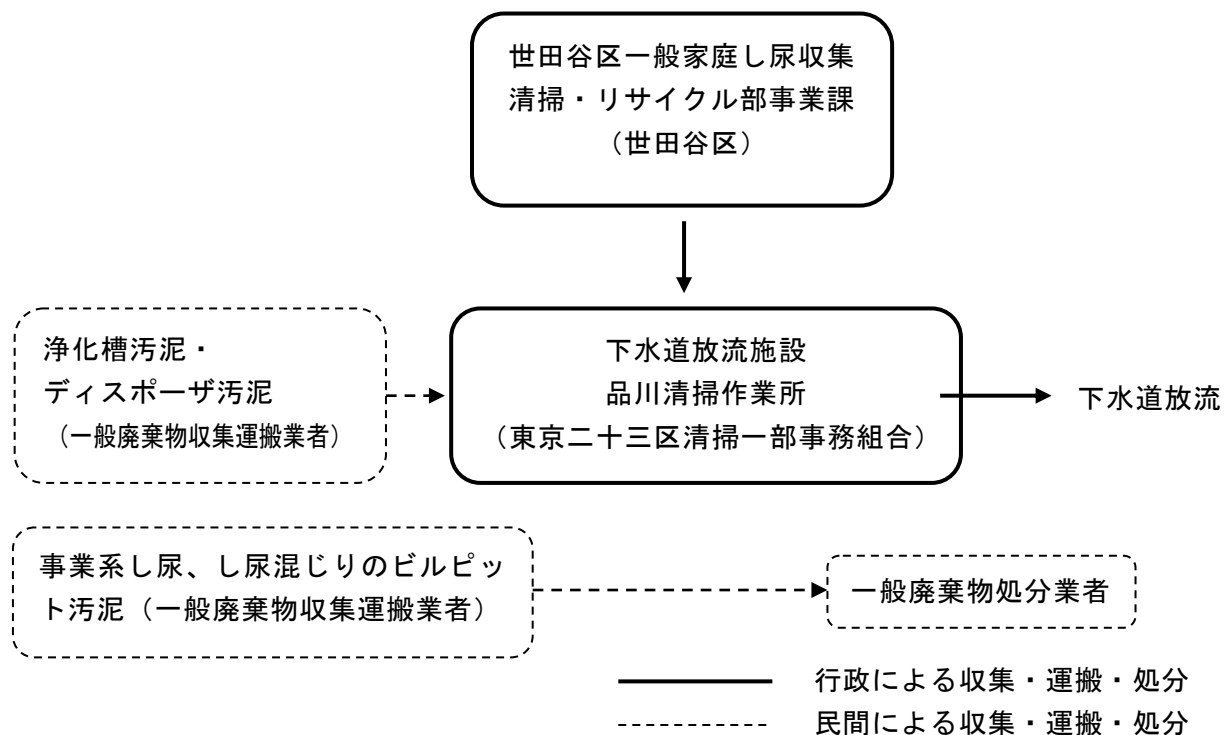 世田谷区一般家庭し尿収集
清掃・リサイクル部事業課
（世田谷区）
浄化槽汚泥・
ディスポーザ汚泥
（一般廃棄物収集運搬業者）
下水道放流施設
品川清掃作業所
（東京二十三区清掃一部事務組合）
下水道放流
事業系し尿、し尿混じりのビルピッ
ト汚泥（一般廃棄物収集運搬業者）
一般廃棄物処分業者
行政による収集・運搬・処分
民間による収集・運搬・処分